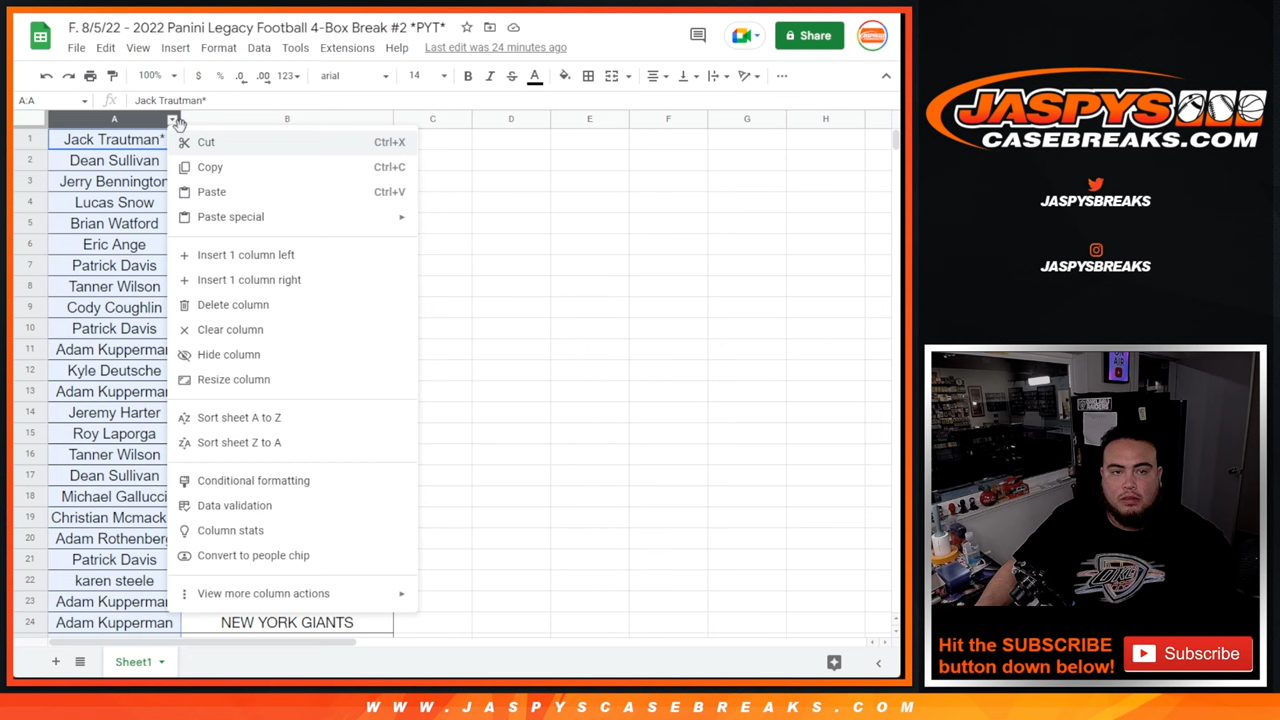 F. 8/5/22 - 2022 Panini Legacy Football 4-Box Break #2 *PYT*
File Edit View Insert Format Data Tools Extensions Help Last edit was 24 minutes ago
Share
100% $ % .0 .00 123 arial 14 B I S A
A:A fx Jack Trautman*
A B C D E F G H
1 Jack Trautman*
2 Dean Sullivan
3 Jerry Bennington
4 Lucas Snow
5 Brian Watford
6 Eric Ange
7 Patrick Davis
8 Tanner Wilson
9 Cody Coughlin
10 Patrick Davis
11 Adam Kupperman
12 Kyle Deutsche
13 Adam Kupperman
14 Jeremy Harter
15 Roy Laporga
16 Tanner Wilson
17 Dean Sullivan
18 Michael Gallucci
19 Christian Mcmack
20 Adam Rothenberg
21 Patrick Davis
22 karen steele
23 Adam Kupperman
24 Adam Kupperman NEW YORK GIANTS
Cut Ctrl+X
Copy Ctrl+C
Paste Ctrl+V
Paste special
Insert 1 column left
Insert 1 column right
Delete column
Clear column
Hide column
Resize column
Sort sheet A to Z
Sort sheet Z to A
Conditional formatting
Data validation
Column stats
Convert to people chip
View more column actions
Sheet1
JASPYS
CASEBREAKS.COM
JASPYSBREAKS
JASPYSBREAKS
ON
AIR
OKC
Hit the SUBSCRIBE
button down below!
Subscribe
WWW.JASPYSCASEBREAKS.COM